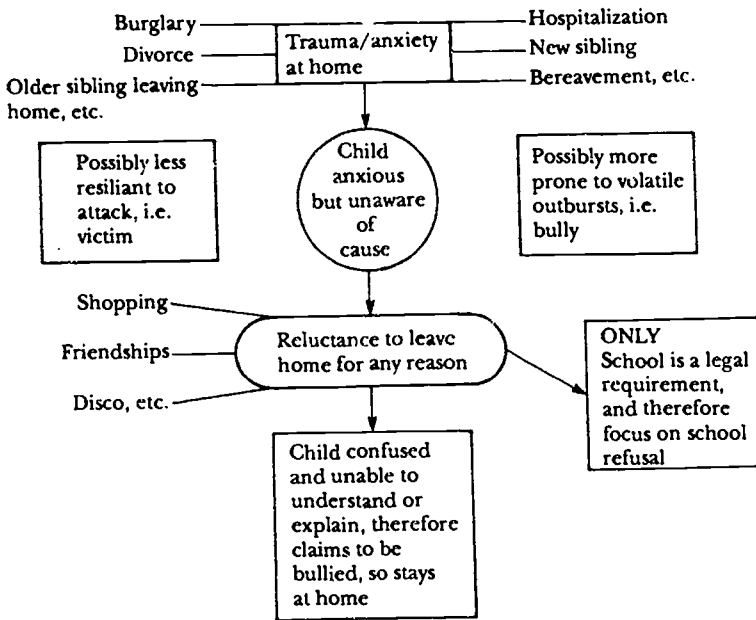 Burglary
Divorce
Older sibling leaving
home, etc.
Trauma/anxiety
at home
Hospitalization
New sibling
Bereavement, etc.
Possibly less
resiliant to
attack, i.e.
victim
Child
anxious
but unaware
of
cause
Possibly more
prone to volatile
outbursts, i.e.
bully
Shopping
Friendships
Disco, etc.
Reluctance to leave
home for any reason
ONLY
School is a legal
requirement,
and therefore
focus on school
refusal
Child confused
and unable to
understand or
explain, therefore
claims to be
bullied, so stays
at home